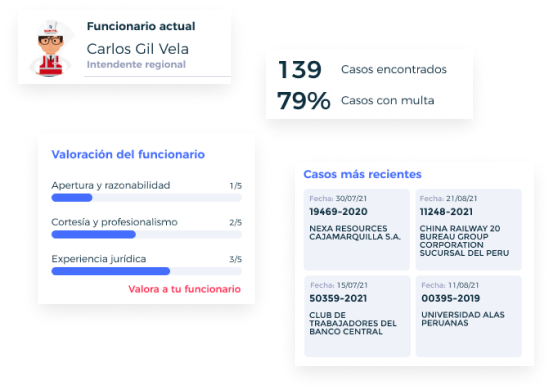 Funcionario actual
Carlos Gil Vela
Intendente regional
139 Casos encontrados
79% Casos con multa
Valoración del funcionario
Apertura y razonabilidad 1/5
Cortesía y profesionalismo 2/5
Experiencia jurídica 3/5
Valora a tu funcionario
Casos más recientes
Fecha: 30/07/21
19469-2020
NEXA RESOURCES
CAJAMARQUILLA S.A.
Fecha: 21/08/21
11248-2021
CHINA RAILWAY 20
BUREAU GROUP
CORPORATION
SUCURSAL DEL PERU
Fecha: 15/07/21
50359-2021
CLUB DE
TRABAJADORES DEL
BANCO CENTRAL
Fecha: 11/08/21
00395-2019
UNIVERSIDAD ALAS
PERUANAS